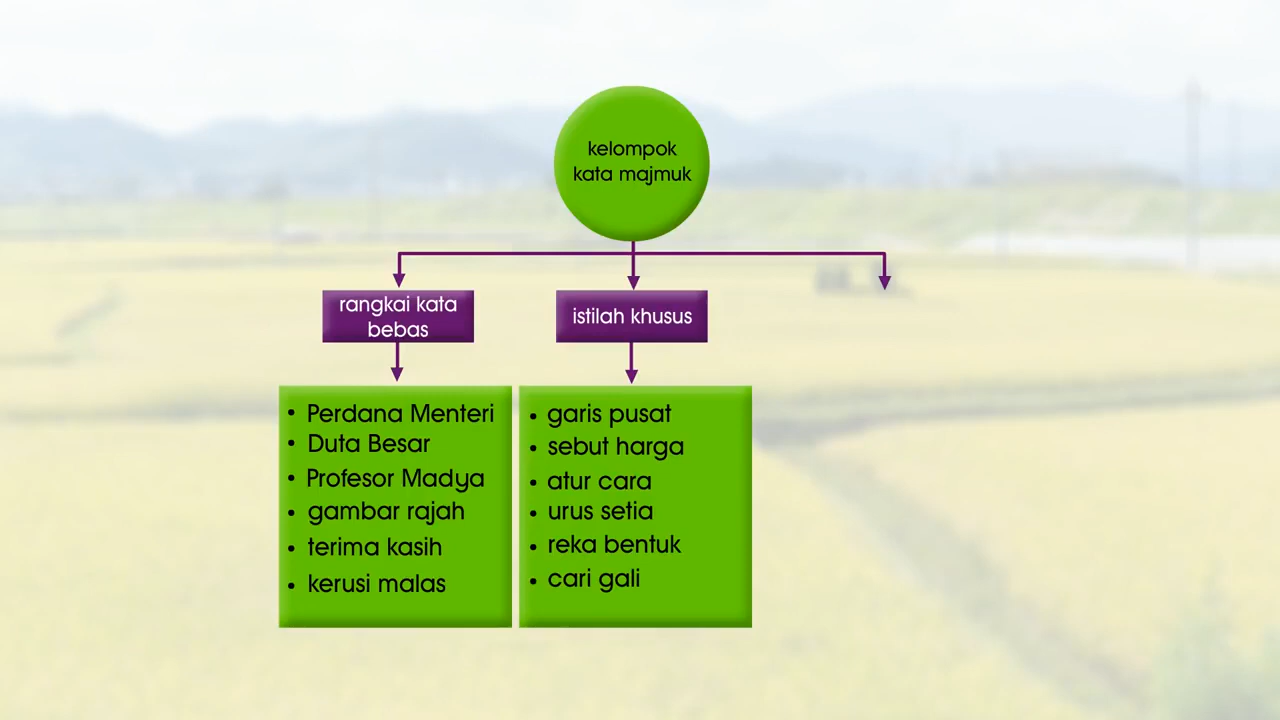 kelompok
kata majmuk
rangkai kata
bebas
istilah khusus
• Perdana Menteri
• Duta Besar
• Profesor Madya
• gambar rajah
• terima kasih
• kerusi malas
• garis pusat
• sebut harga
• atur cara
• urus setia
• reka bentuk
• cari gali